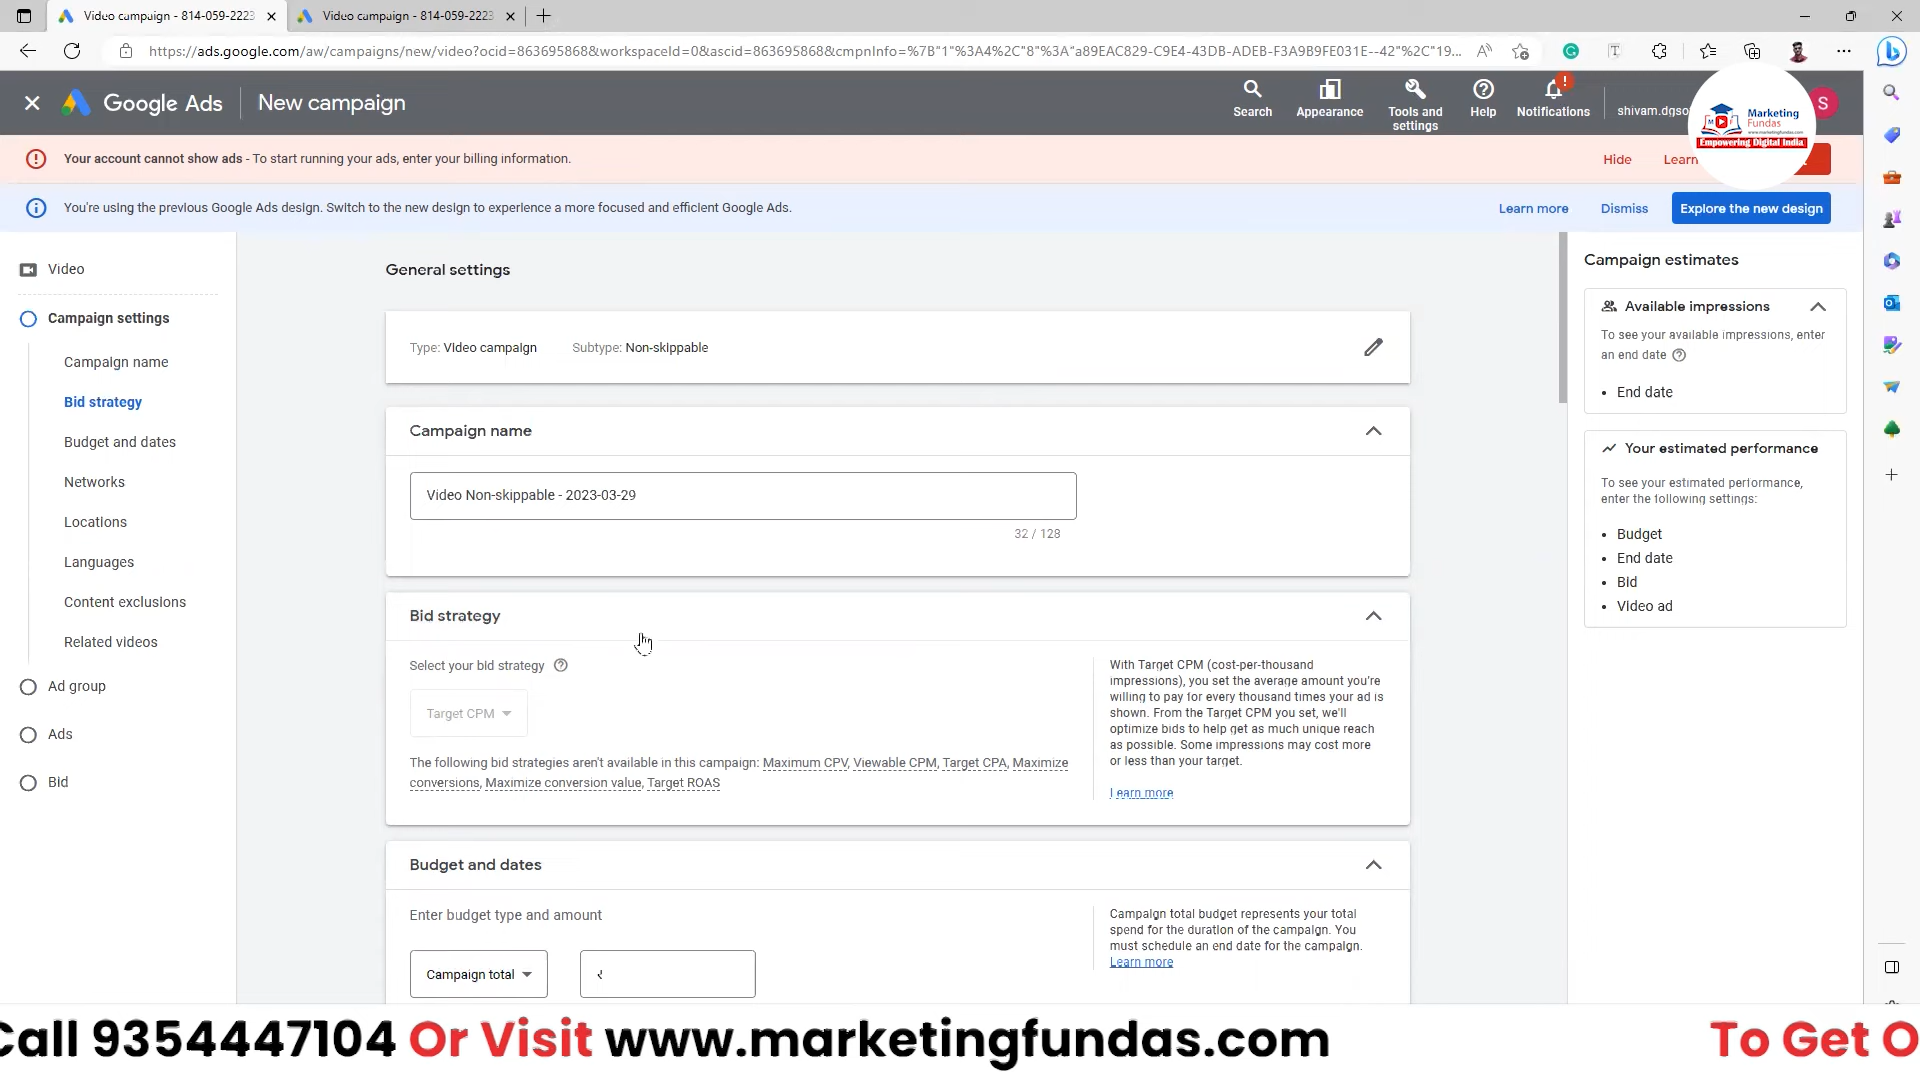 Video campaign - 814-059-2223
Video campaign - 814-059-2223
https://ads.google.com/aw/campaigns/new/video?ocid=863695868&workspaceId=0&ascid=863695868&cmpnInfo=%7B"1"%3A4%2C"8"%3A"a89EAC829-C9E4-43DB-ADEB-F3A9B9FE031E--42"%2C"19...
Google Ads
New campaign
Search
Appearance
Tools and settings
Help
Notifications
shivam.dgso
S
Marketing
Fundas
www.marketingfundas.com
Empowering Digital India
Your account cannot show ads - To start running your ads, enter your billing information.
Hide
Learn
You're using the previous Google Ads design. Switch to the new design to experience a more focused and efficient Google Ads.
Learn more
Dismiss
Explore the new design
Video
Campaign settings
Campaign name
Bid strategy
Budget and dates
Networks
Locations
Languages
Content exclusions
Related videos
Ad group
Ads
Bid
General settings
Type: Video campaign
Subtype: Non-skippable
Campaign name
Video Non-skippable - 2023-03-29
32 / 128
Bid strategy
Select your bid strategy
Target CPM
The following bid strategies aren't available in this campaign: Maximum CPV, Viewable CPM, Target CPA, Maximize
conversions, Maximize conversion value, Target ROAS
With Target CPM (cost-per-thousand
impressions), you set the average amount you're
willing to pay for every thousand times your ad is
shown. From the Target CPM you set, we'll
optimize bids to help get as much unique reach
as possible. Some impressions may cost more
or less than your target.
Learn more
Budget and dates
Enter budget type and amount
Campaign total
Campaign total budget represents your total
spend for the duration of the campaign. You
must schedule an end date for the campaign.
Learn more
Campaign estimates
Available impressions
To see your available impressions, enter
an end date
• End date
Your estimated performance
To see your estimated performance,
enter the following settings:
• Budget
• End date
• Bid
• Video ad
Call 9354447104 Or Visit www.marketingfundas.com
To Get O